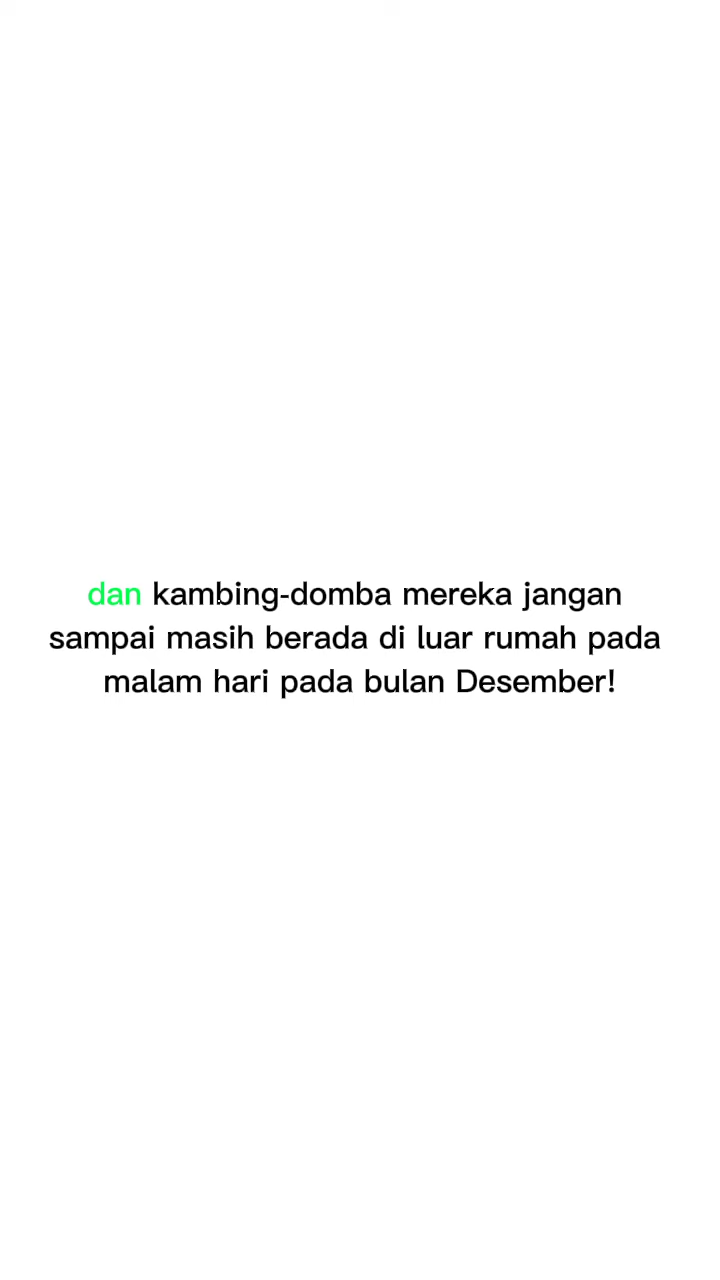 dan kambing-domba mereka jangan
sampai masih berada di luar rumah pada
malam hari pada bulan Desember!